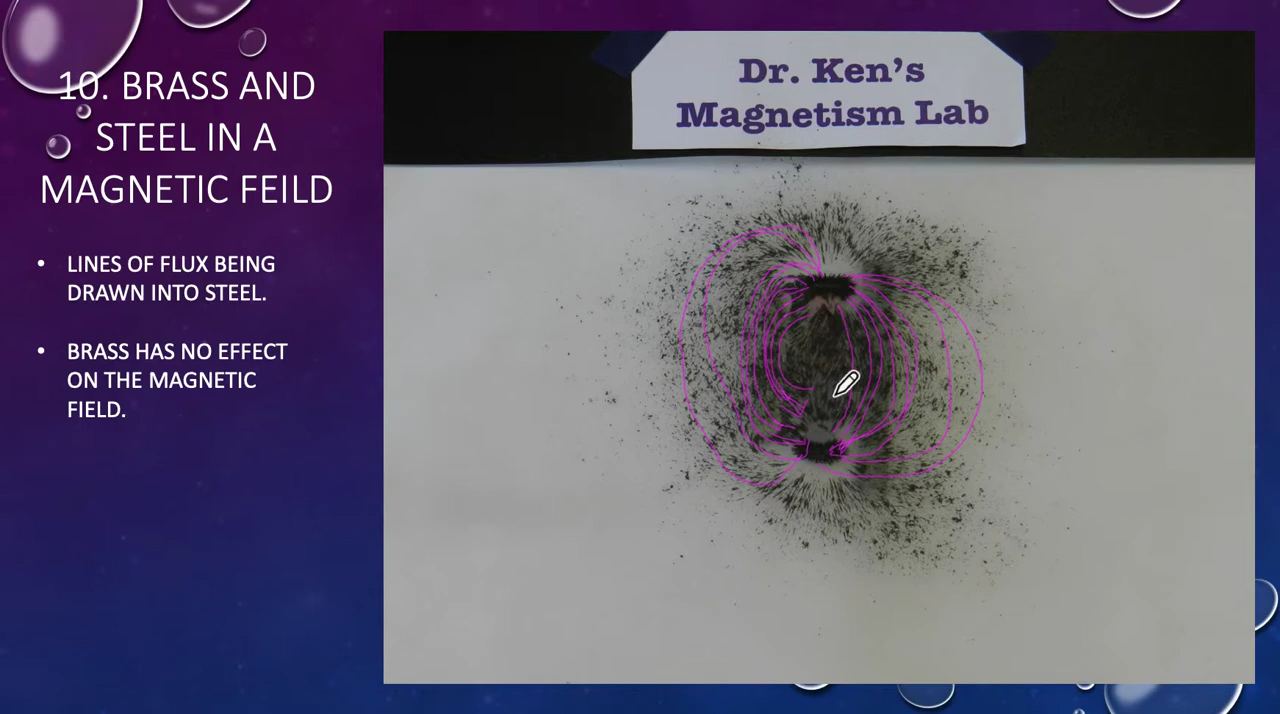 10. BRASS AND
STEEL IN A
MAGNETIC FEILD
• LINES OF FLUX BEING
DRAWN INTO STEEL.
• BRASS HAS NO EFFECT
ON THE MAGNETIC
FIELD.
Dr. Ken's
Magnetism Lab